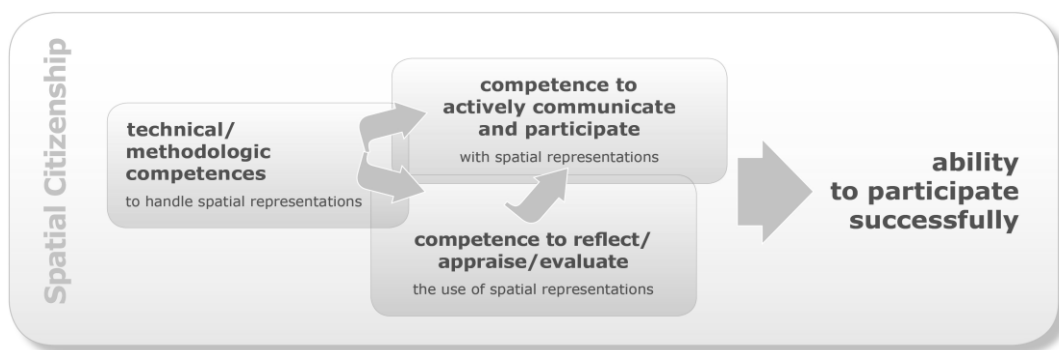 Spatial Citizenship
technical/
methodologic
competences
to handle spatial representations
competence to
actively communicate
and participate
with spatial representations
competence to reflect/
appraise/evaluate
the use of spatial representations
ability
to participate
successfully